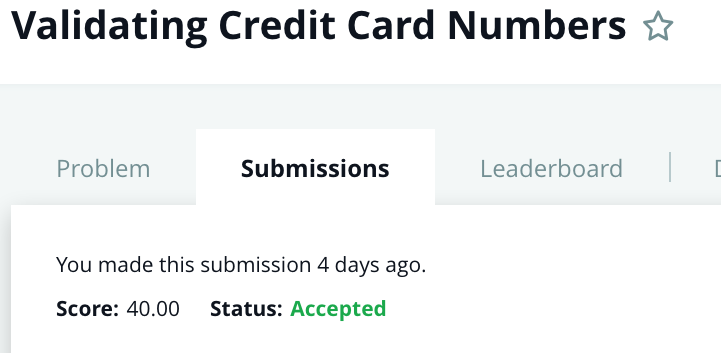 Validating Credit Card Numbers
Problem Submissions Leaderboard
You made this submission 4 days ago.
Score: 40.00 Status: Accepted